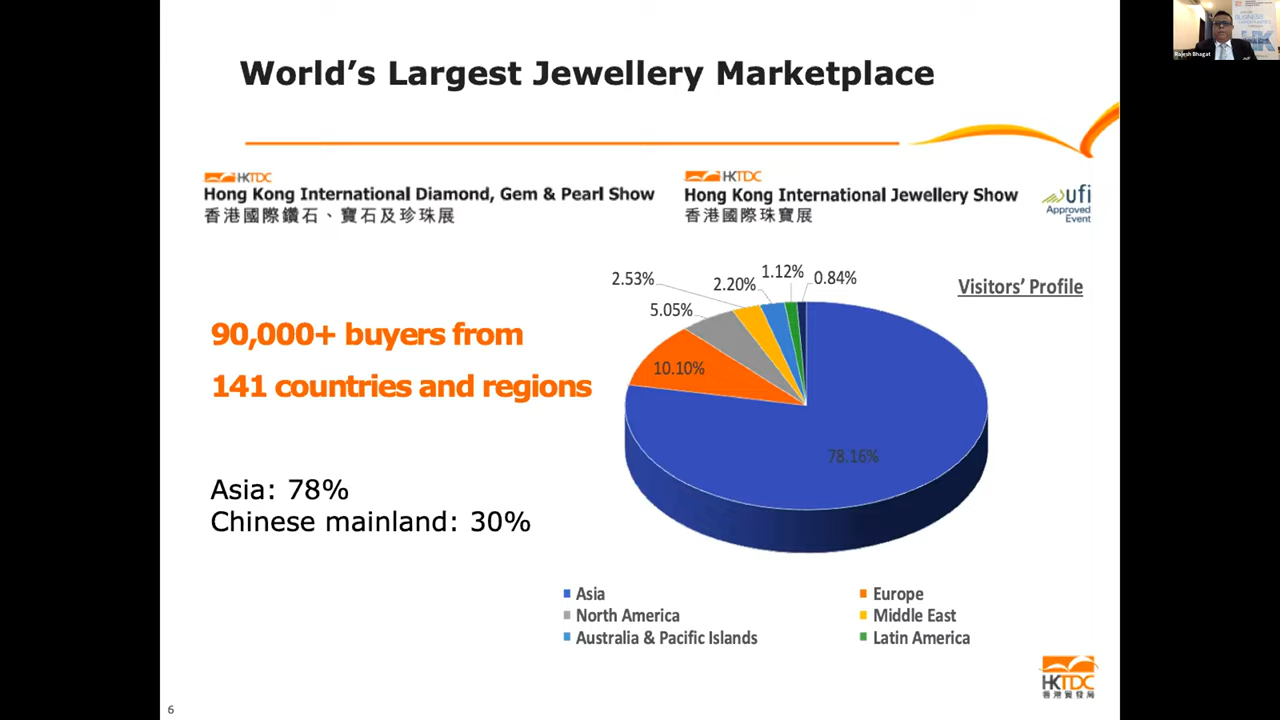 World's Largest Jewellery Marketplace
HKTDC
Hong Kong International Diamond, Gem & Pearl Show
香港國際鑽石、寶石及珍珠展
HKTDC
Hong Kong International Jewellery Show
香港國際珠寶展
ufi
Approved
Event
90,000+ buyers from
141 countries and regions
Asia: 78%
Chinese mainland: 30%
Visitors' Profile
2.53%
2.20%
1.12%
0.84%
5.05%
10.10%
78.16%
Asia
Europe
North America
Middle East
Australia & Pacific Islands
Latin America
HKTDC
香港貿發局
6
Rajesh Bhagat
BUSINESS
HK